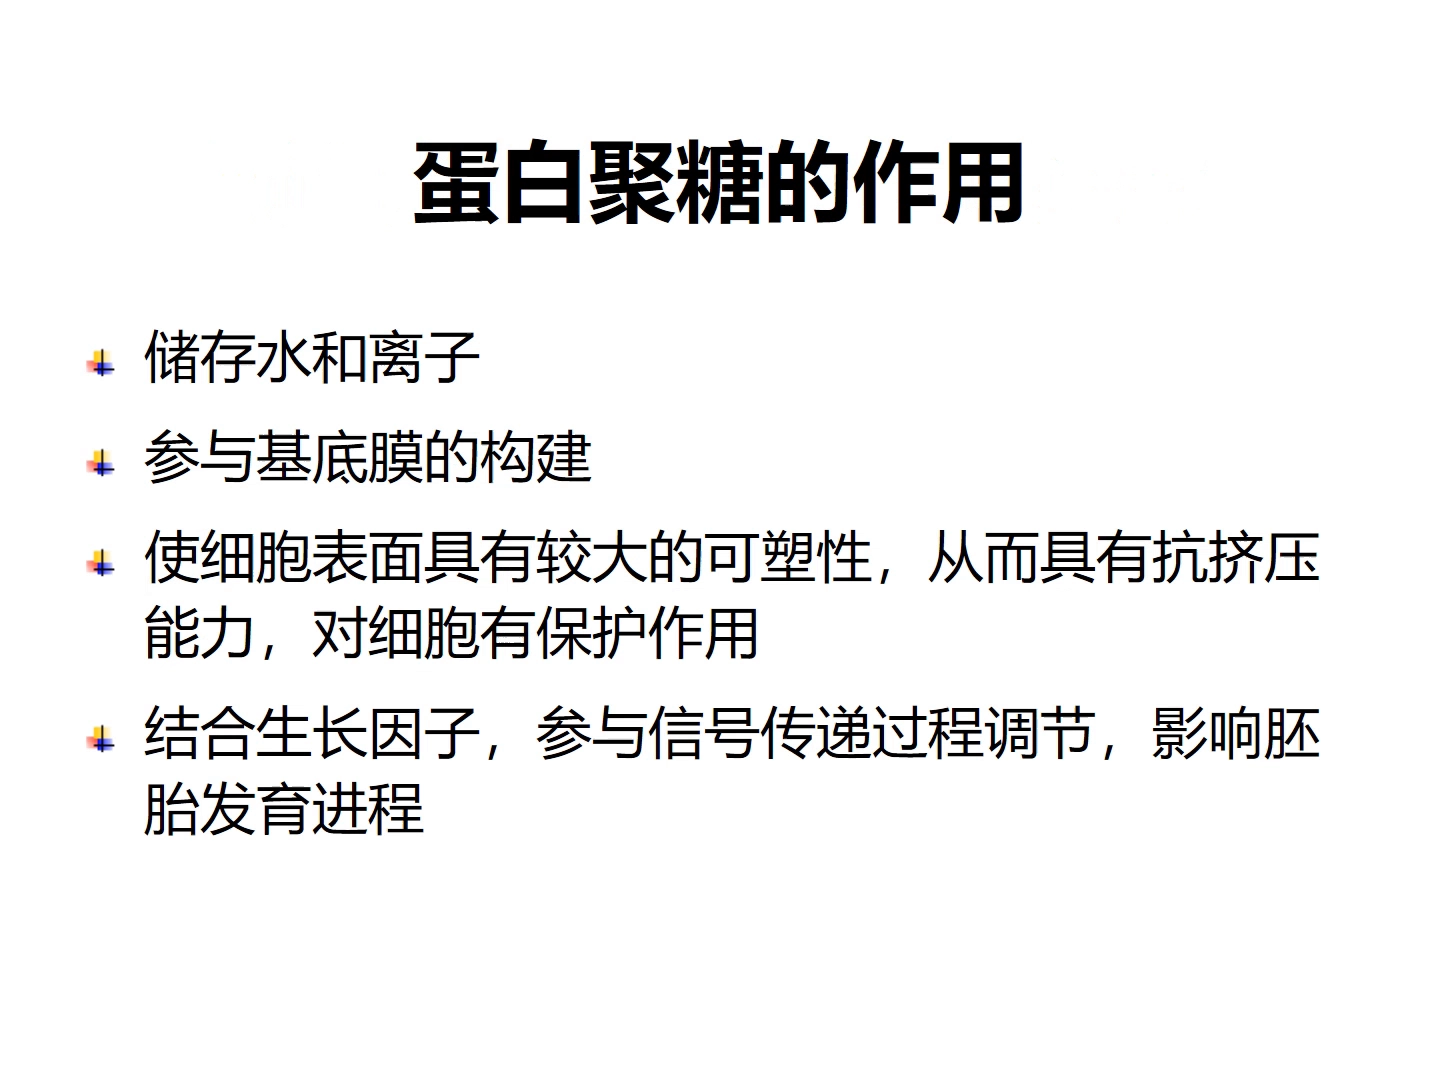 蛋白聚糖的作用
储存水和离子
参与基底膜的构建
使细胞表面具有较大的可塑性，从而具有抗挤压
能力，对细胞有保护作用
结合生长因子，参与信号传递过程调节，影响胚
胎发育进程